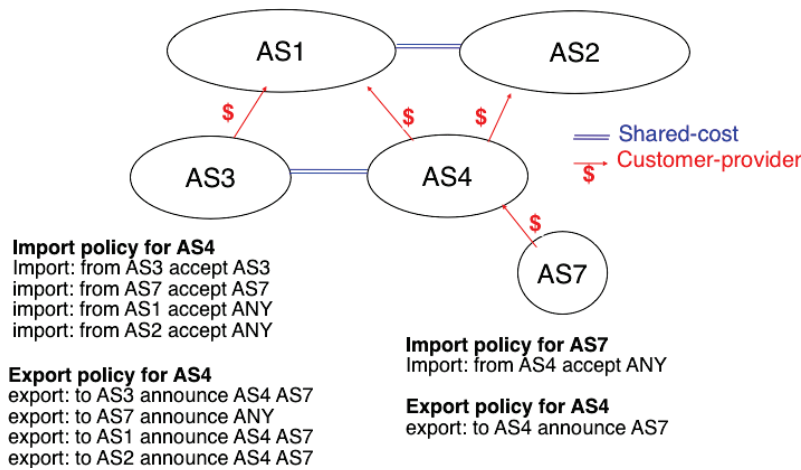 AS1
AS2
$
$
$
Shared-cost
Customer-provider
$
AS3
AS4
$
AS7
Import policy for AS4
Import: from AS3 accept AS3
import: from AS7 accept AS7
import: from AS1 accept ANY
import: from AS2 accept ANY
Export policy for AS4
export: to AS3 announce AS4 AS7
export: to AS7 announce ANY
export: to AS1 announce AS4 AS7
export: to AS2 announce AS4 AS7
Import policy for AS7
Import: from AS4 accept ANY
Export policy for AS4
export: to AS4 announce AS7